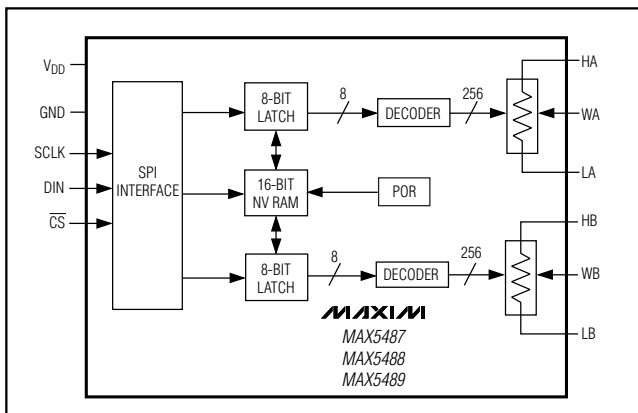 VDD
GND
SCLK
DIN
CS
SPI
INTERFACE
8-BIT
LATCH
8
DECODER
256
16-BIT
NV RAM
POR
8-BIT
LATCH
8
DECODER
256
HA
WA
LA
HB
WB
LB
MAXIM
MAX5487
MAX5488
MAX5489